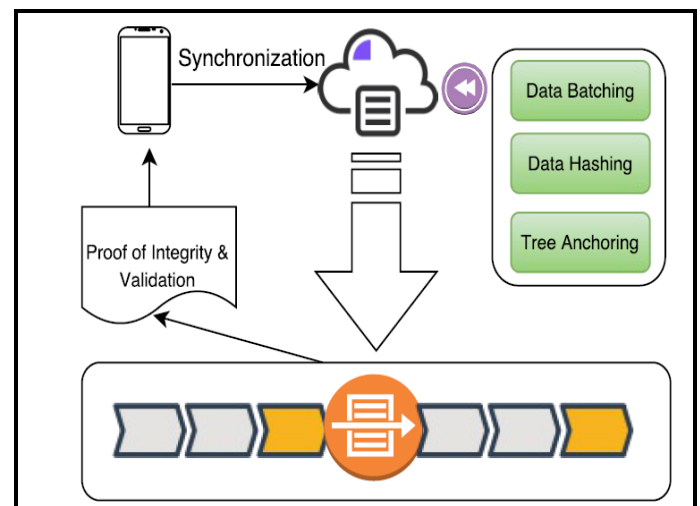 Synchronization
Data Batching
Data Hashing
Tree Anchoring
Proof of Integrity &
Validation